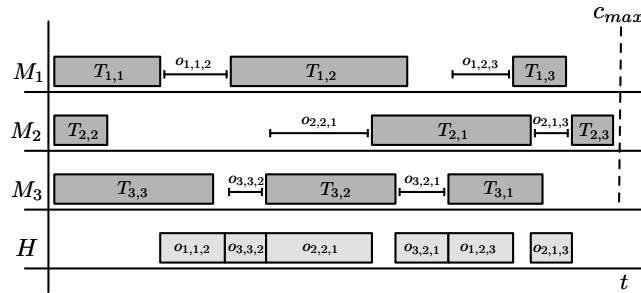 c_{max}
M_1 T_{1,1} o_{1,1,2} T_{1,2} o_{1,2,3} T_{1,3}
M_2 T_{2,2} o_{2,2,1} T_{2,1} o_{2,1,3} T_{2,3}
M_3 T_{3,3} o_{3,3,2} T_{3,2} o_{3,2,1} T_{3,1}
H o_{1,1,2} o_{3,3,2} o_{2,2,1} o_{3,2,1} o_{1,2,3} o_{2,1,3}
t